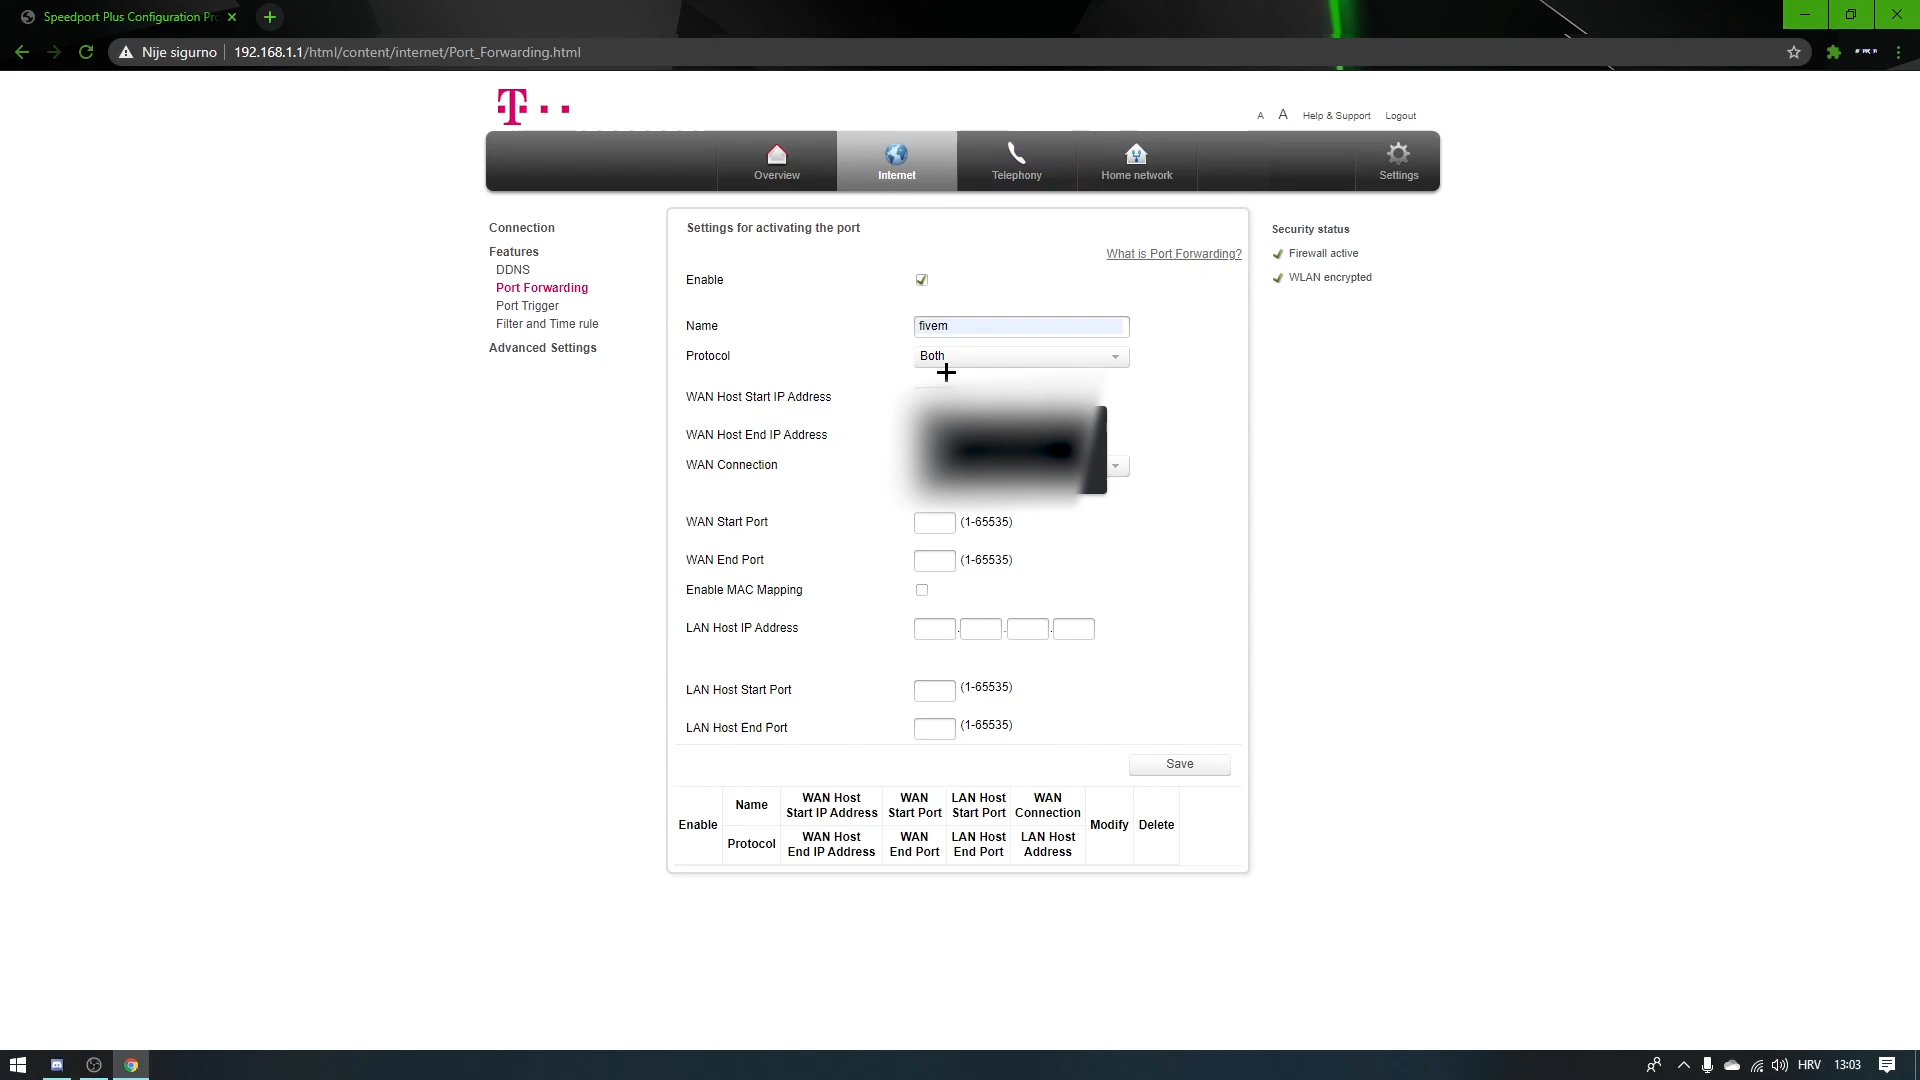 Speedport Plus Configuration Pr
Nije sigurno
192.168.1.1/html/content/internet/Port_Forwarding.html
T
A A Help & Support Logout
Overview
Internet
Telephony
Home network
Settings
Connection
Features
DDNS
Port Forwarding
Port Trigger
Filter and Time rule
Advanced Settings
Settings for activating the port
What is Port Forwarding?
Enable
Name fivem
Protocol Both
WAN Host Start IP Address
WAN Host End IP Address
WAN Connection
WAN Start Port (1-65535)
WAN End Port (1-65535)
Enable MAC Mapping
LAN Host IP Address . . .
LAN Host Start Port (1-65535)
LAN Host End Port (1-65535)
Save
Enable
Name
WAN Host
Start IP Address
WAN
Start Port
LAN Host
Start Port
WAN
Connection
Modify
Delete
Protocol
WAN Host
End IP Address
WAN
End Port
LAN Host
End Port
LAN Host
Address
Security status
Firewall active
WLAN encrypted
HRV 13:03